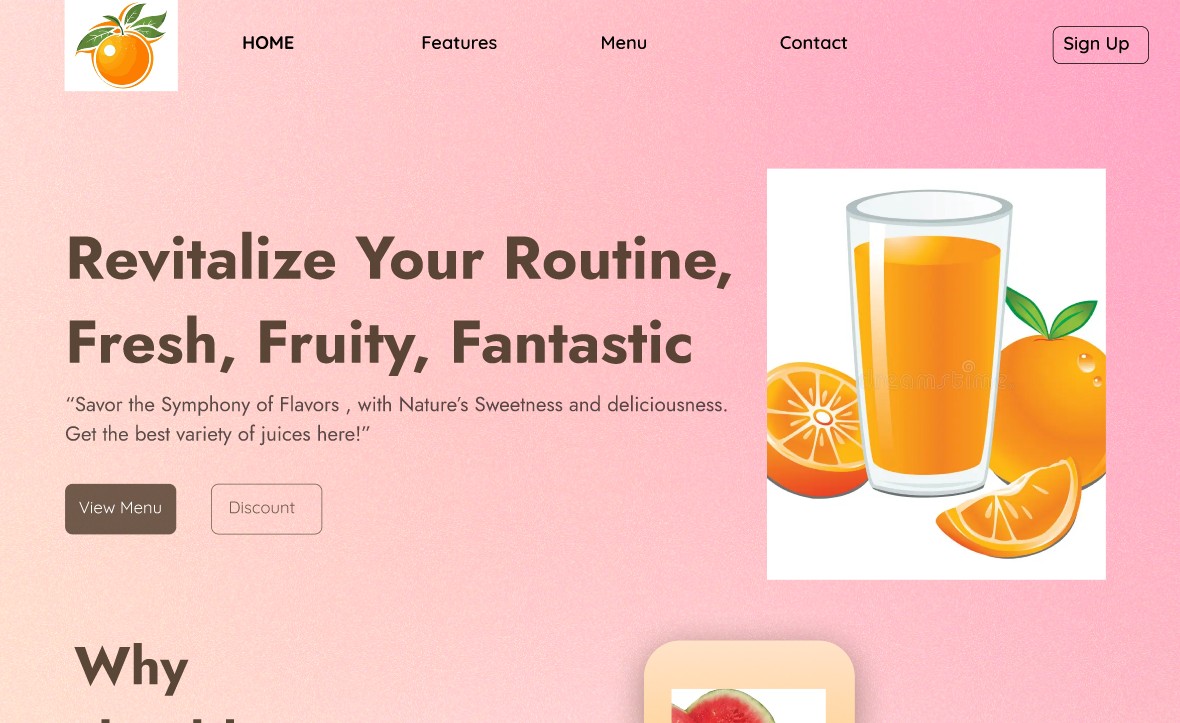 HOME
Features
Menu
Contact
Sign Up
Revitalize Your Routine,
Fresh, Fruity, Fantastic
“Savor the Symphony of Flavors , with Nature’s Sweetness and deliciousness.
Get the best variety of juices here!”
View Menu
Discount
dreamstime
Why